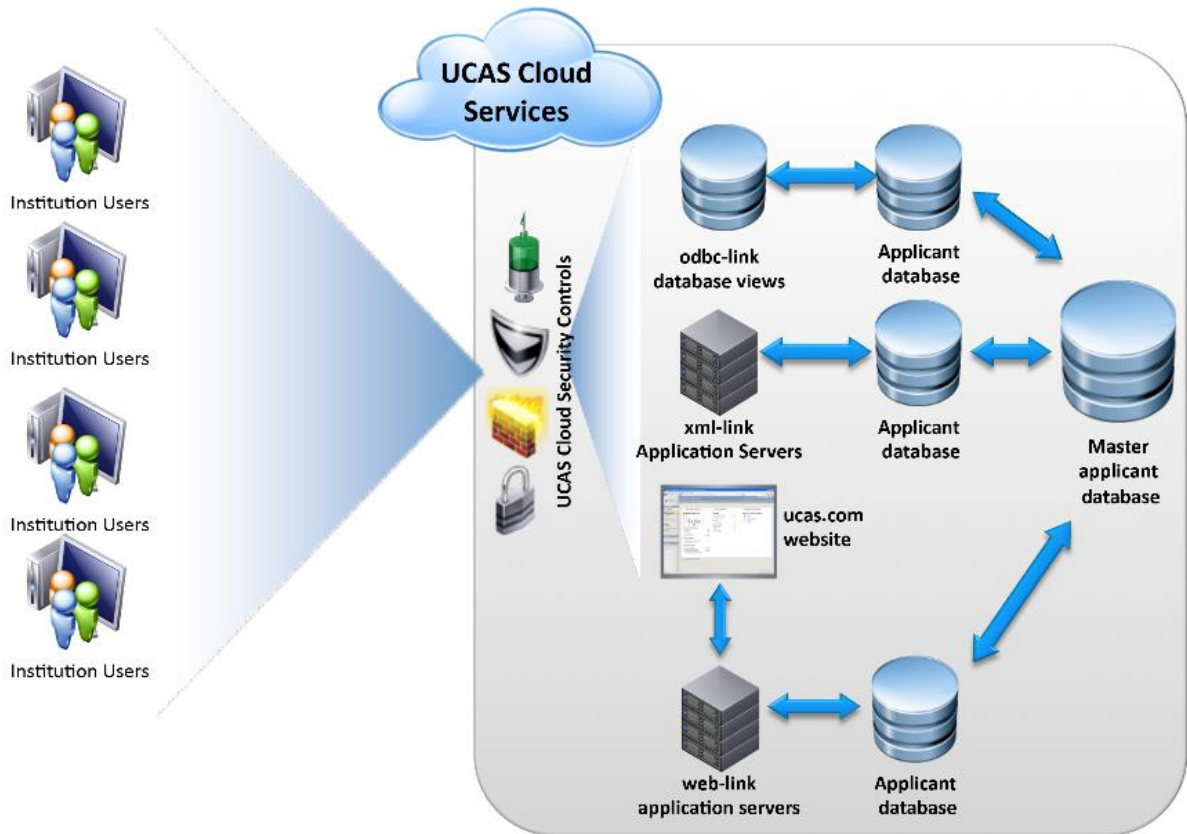 UCAS Cloud
Services
Institution Users
Institution Users
Institution Users
Institution Users
UCAS Cloud Security Controls
odbc-link
database views
Applicant
database
xml-link
Application Servers
Applicant
database
Master
applicant
database
ucas.com
website
web-link
application servers
Applicant
database